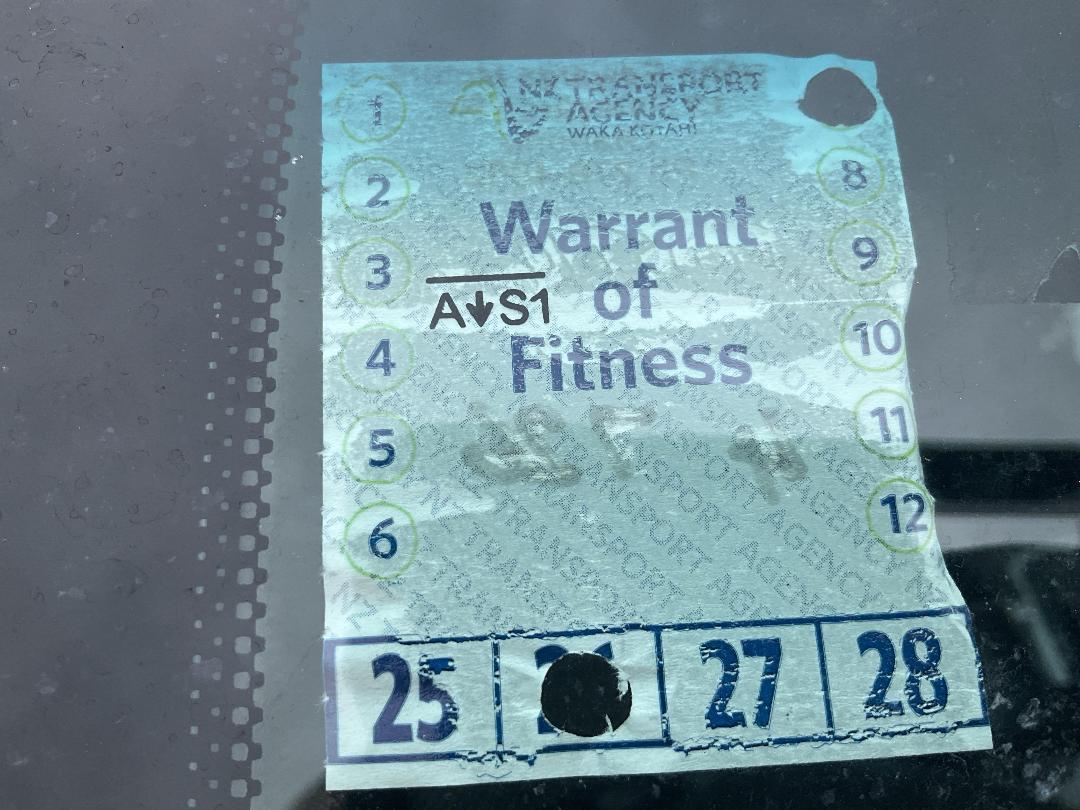 NZ TRANSPORT
AGENCY
WAKA KOTAHI
1
2
3
4
5
6
8
9
10
11
12
Warrant
of
Fitness
A↓S1
25
27
28